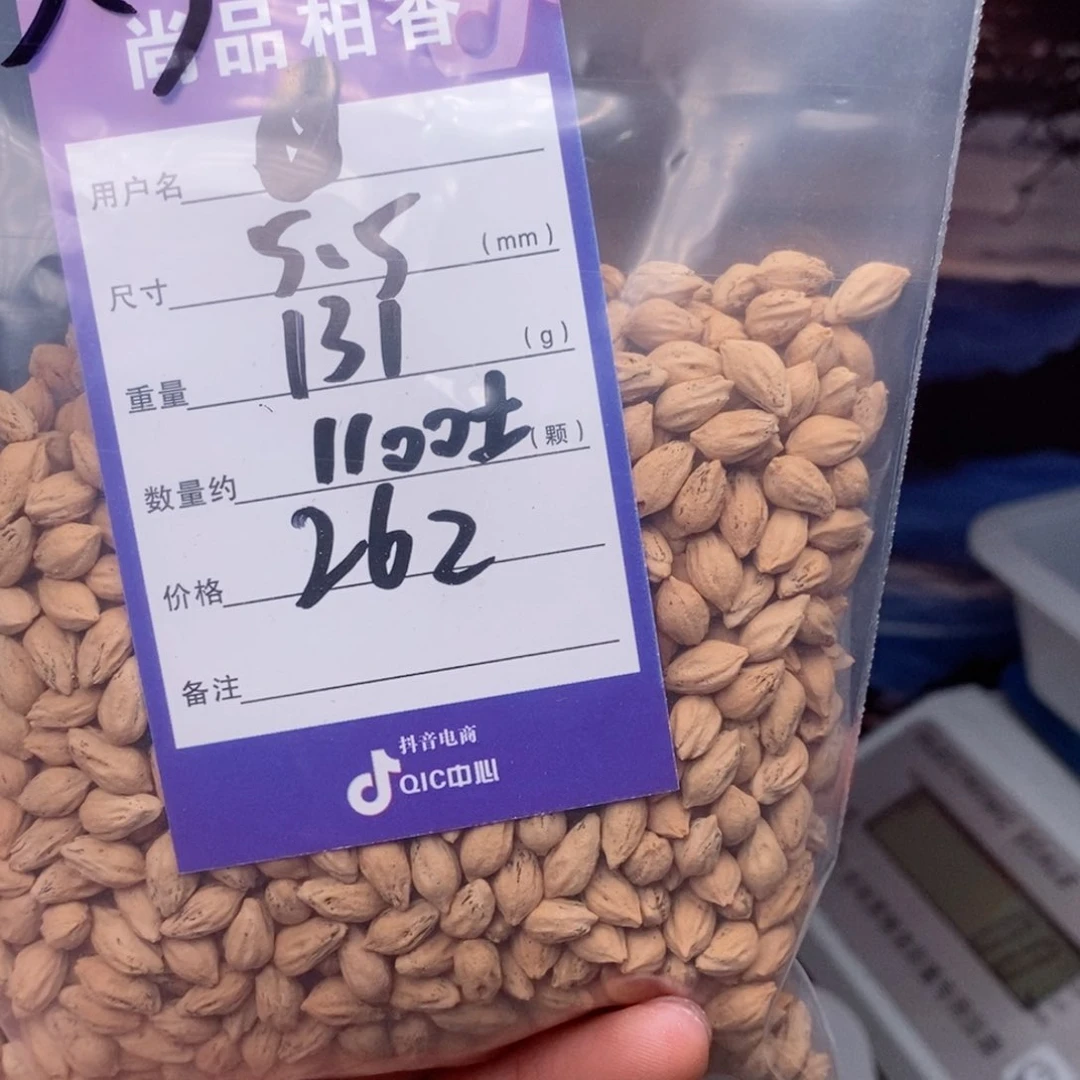 尚品柏香
用户名
尺寸 5.5 (mm)
重量 131 (g)
数量约 1100± (颗)
价格 262
备注
抖音电商
QIC中心